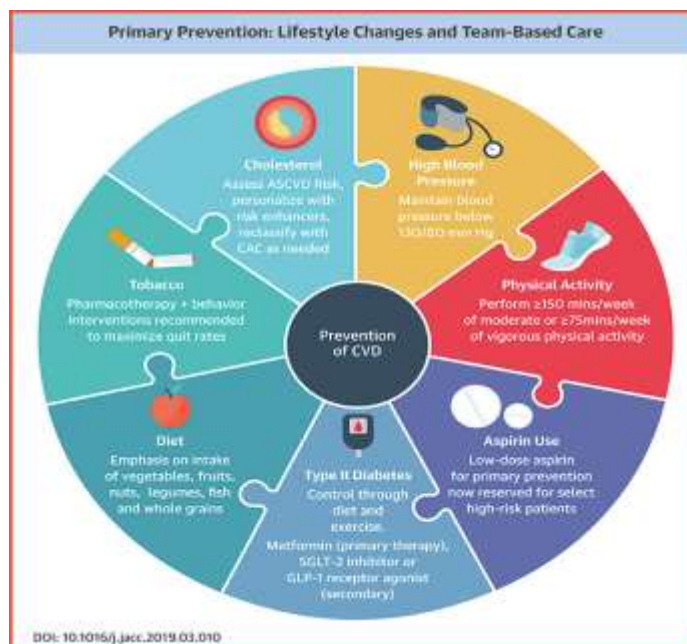 Primary Prevention: Lifestyle Changes and Team-Based Care
Cholesterol
Assess ASCVD Risk,
personalize with
risk enhancers,
reclassify with
CAC as needed
High Blood
Pressure
Maintain blood
pressure below
130/80 mm Hg
Physical Activity
Perform ≥150 mins/week
of moderate or ≥75mins/week
of vigorous physical activity
Aspirin Use
Low-dose aspirin
for primary prevention
now reserved for select
high-risk patients
Type II Diabetes
Control through
diet and
exercise.
Metformin (primary therapy),
SGLT-2 inhibitor or
GLP-1 receptor agonist
(secondary)
Diet
Emphasis on intake
of vegetables, fruits,
nuts, legumes, fish
and whole grains
Tobacco
Pharmacotherapy + behavior
Interventions recommended
to maximize quit rates
Prevention
of CVD
DOI: 10.1016/j.jacc.2019.03.010